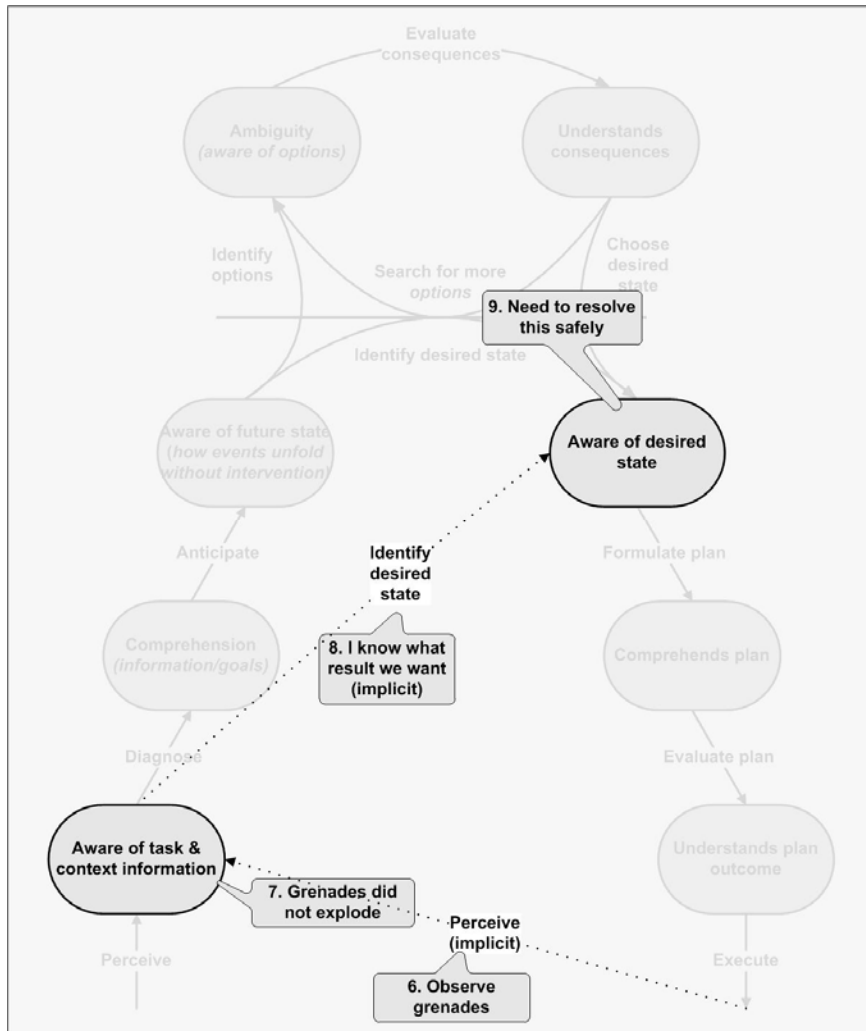 Evaluate
consequences
Ambiguity
(aware of options)
Understands
consequences
Identify
options
Search for more
options
Choose
desired
state
9. Need to resolve
this safely
Identify desired state
Aware of future state
(how events unfold
without intervention)
Aware of desired
state
Anticipate
Identify
desired
state
Formulate plan
Comprehension
(information/goals)
8. I know what
result we want
(implicit)
Comprehends plan
Diagnose
Evaluate plan
Aware of task &
context information
Understands plan
outcome
7. Grenades did
not explode
Perceive
(implicit)
Perceive
Execute
6. Observe
grenades